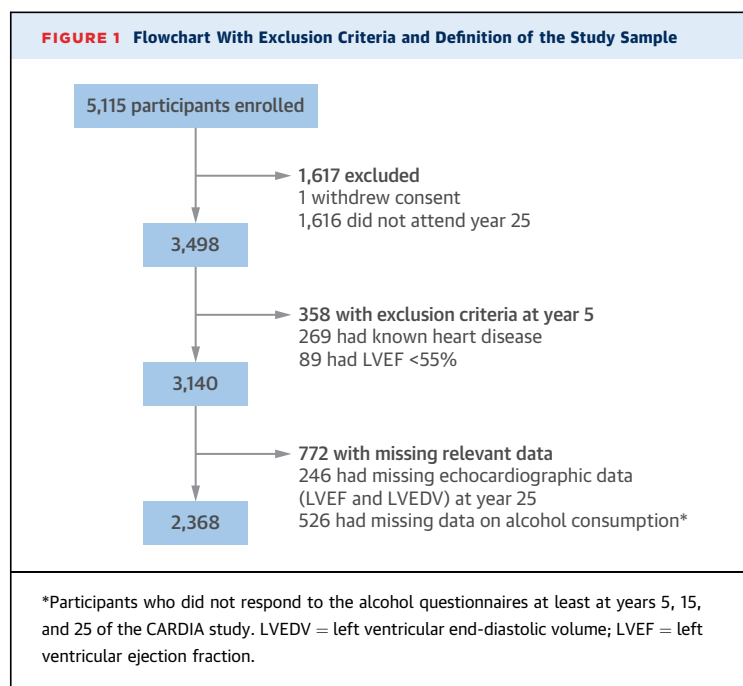 FIGURE 1 Flowchart With Exclusion Criteria and Definition of the Study Sample
5,115 participants enrolled
1,617 excluded
1 withdrew consent
1,616 did not attend year 25
3,498
358 with exclusion criteria at year 5
269 had known heart disease
89 had LVEF <55%
3,140
772 with missing relevant data
246 had missing echocardiographic data
(LVEF and LVEDV) at year 25
526 had missing data on alcohol consumption*
2,368
*Participants who did not respond to the alcohol questionnaires at least at years 5, 15,
and 25 of the CARDIA study. LVEDV = left ventricular end-diastolic volume; LVEF = left
ventricular ejection fraction.